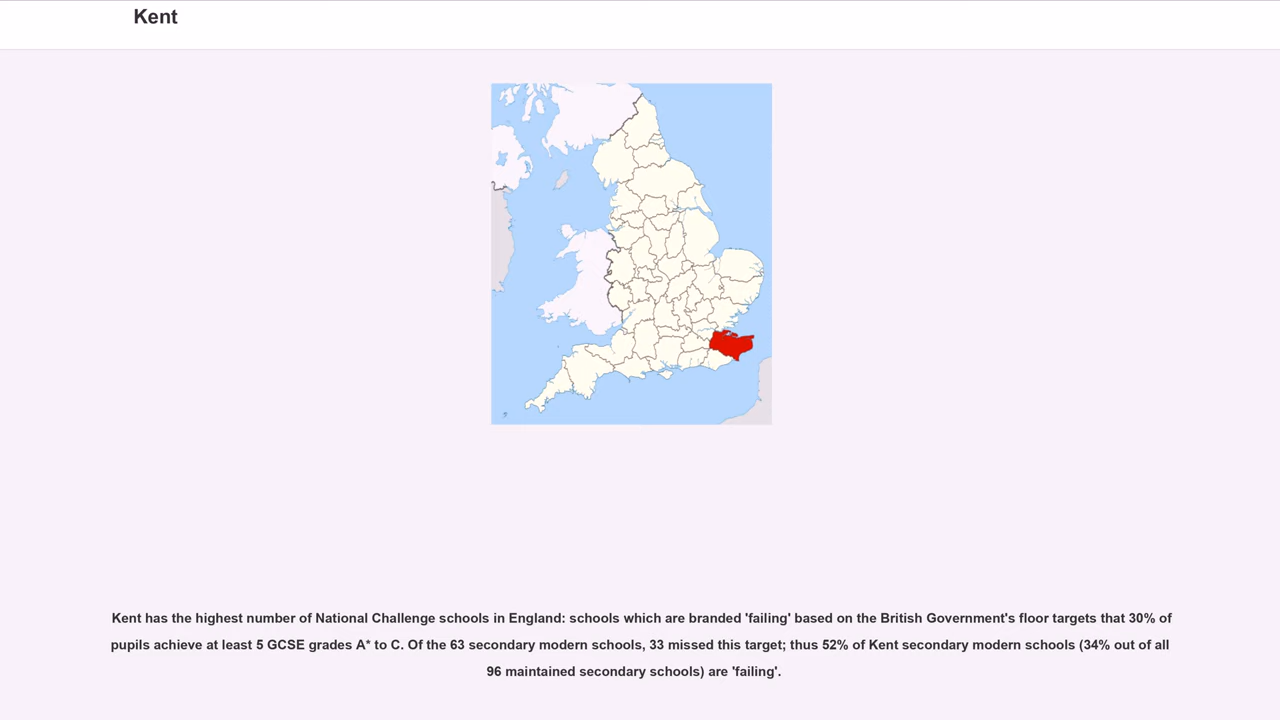 Kent
Kent has the highest number of National Challenge schools in England: schools which are branded 'failing' based on the British Government's floor targets that 30% of
pupils achieve at least 5 GCSE grades A* to C. Of the 63 secondary modern schools, 33 missed this target; thus 52% of Kent secondary modern schools (34% out of all
96 maintained secondary schools) are 'failing'.